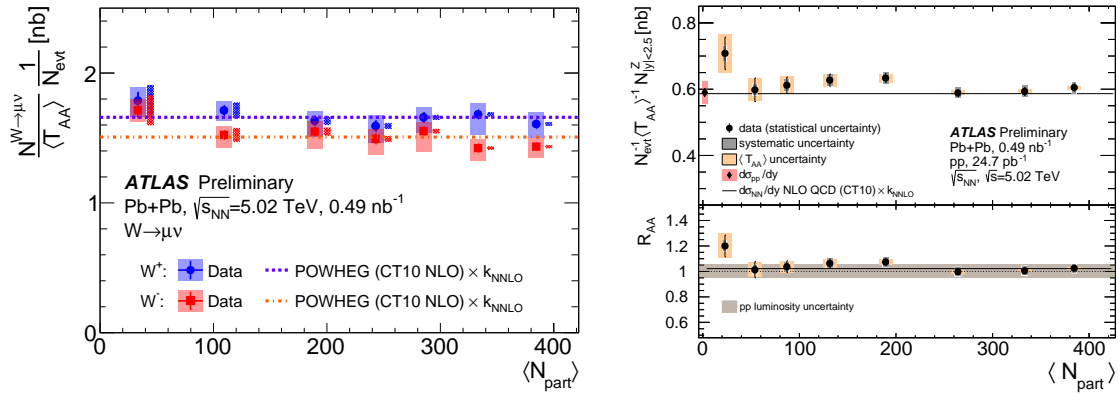 N^{W→μν} / ⟨T_AA⟩ 1 / N_evt [nb]
2
1
0
ATLAS Preliminary
Pb+Pb, √s_NN=5.02 TeV, 0.49 nb^-1
W→μν
W^+: Data POWHEG (CT10 NLO) × k_NNLO
W^-: Data POWHEG (CT10 NLO) × k_NNLO
0 100 200 300 400
⟨N_part⟩
N_evt^-1⟨T_AA⟩^-1 N^Z_|y|<2.5 [nb]
0.8
0.6
0.4
data (statistical uncertainty)
systematic uncertainty
⟨T_AA⟩ uncertainty
dσ_pp/dy
dσ_NN/dy NLO QCD (CT10) × k_NNLO
ATLAS Preliminary
Pb+Pb, 0.49 nb^-1
pp, 24.7 pb^-1
√s_NN, √s=5.02 TeV
R_AA
1.4
1.2
1
0.8
0.6
pp luminosity uncertainty
0 100 200 300 400
⟨ N_part ⟩